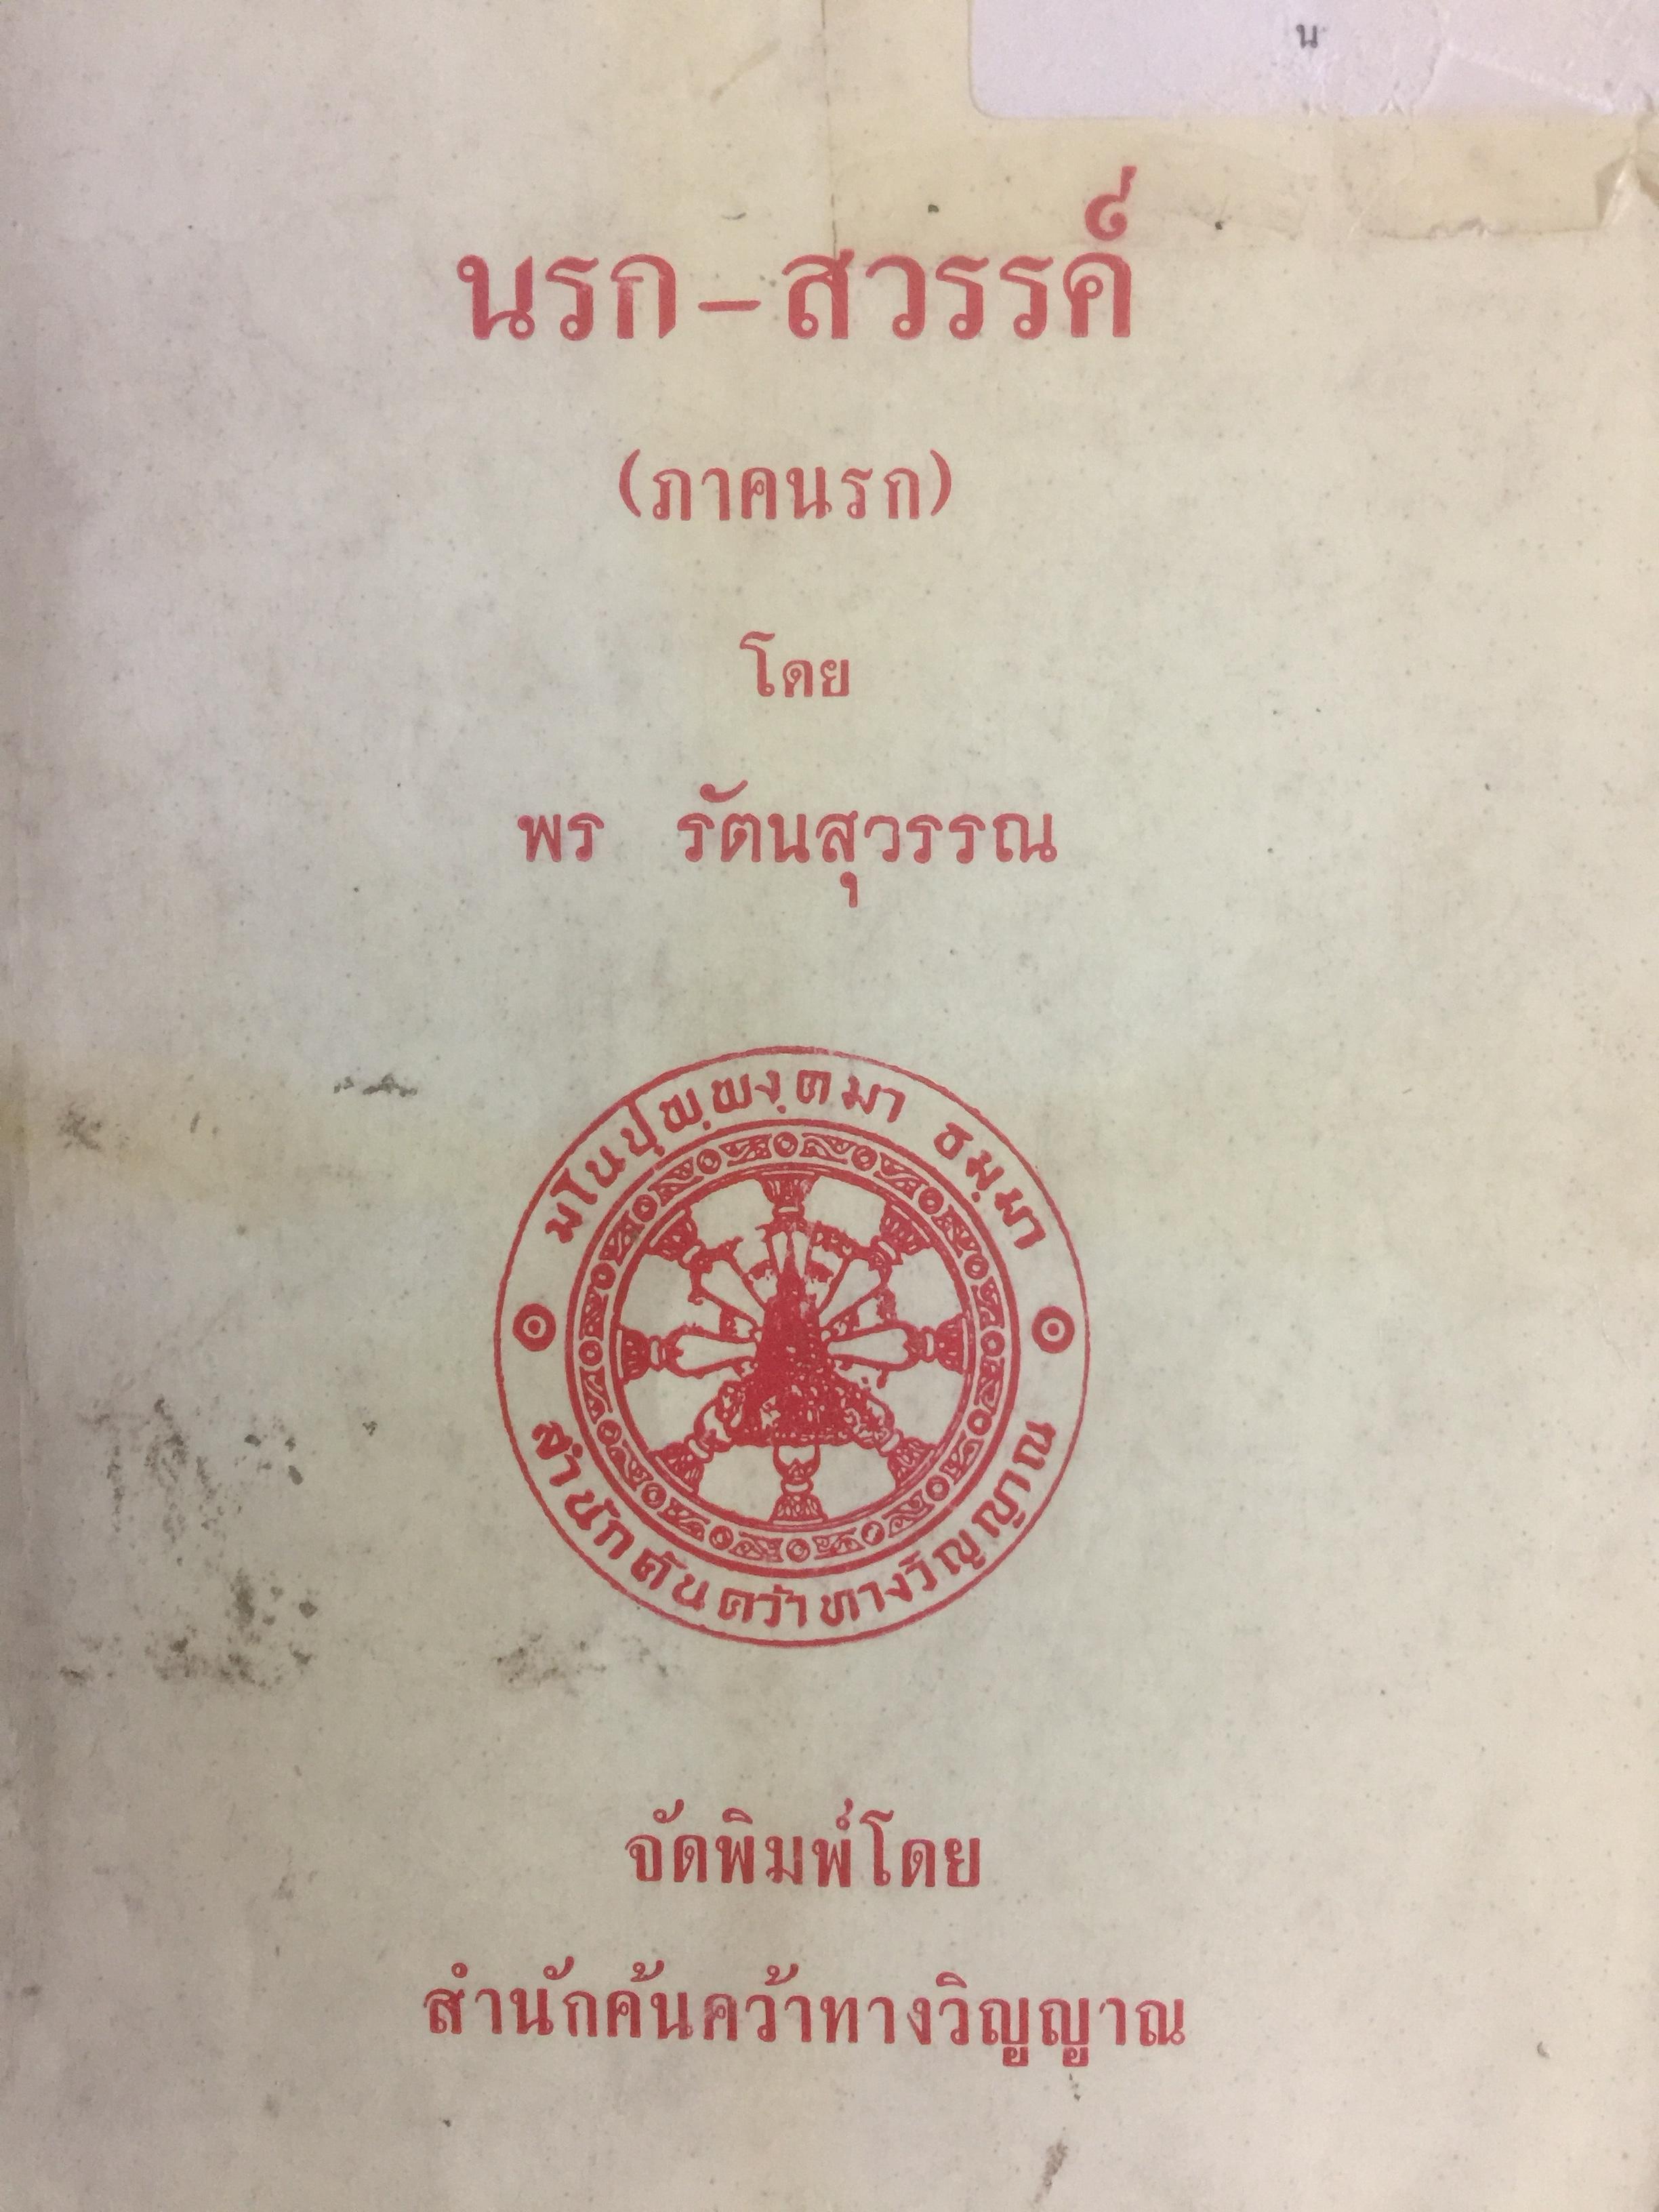 น
นรก - สวรรค์
(ภาคนรก)
โดย
พร รัตนสุวรรณ
มโนปุพฺพงฺคมา ธมฺมา
สำนักค้นคว้าทางวิญญาณ
จัดพิมพ์โดย
สำนักค้นคว้าทางวิญญาณ